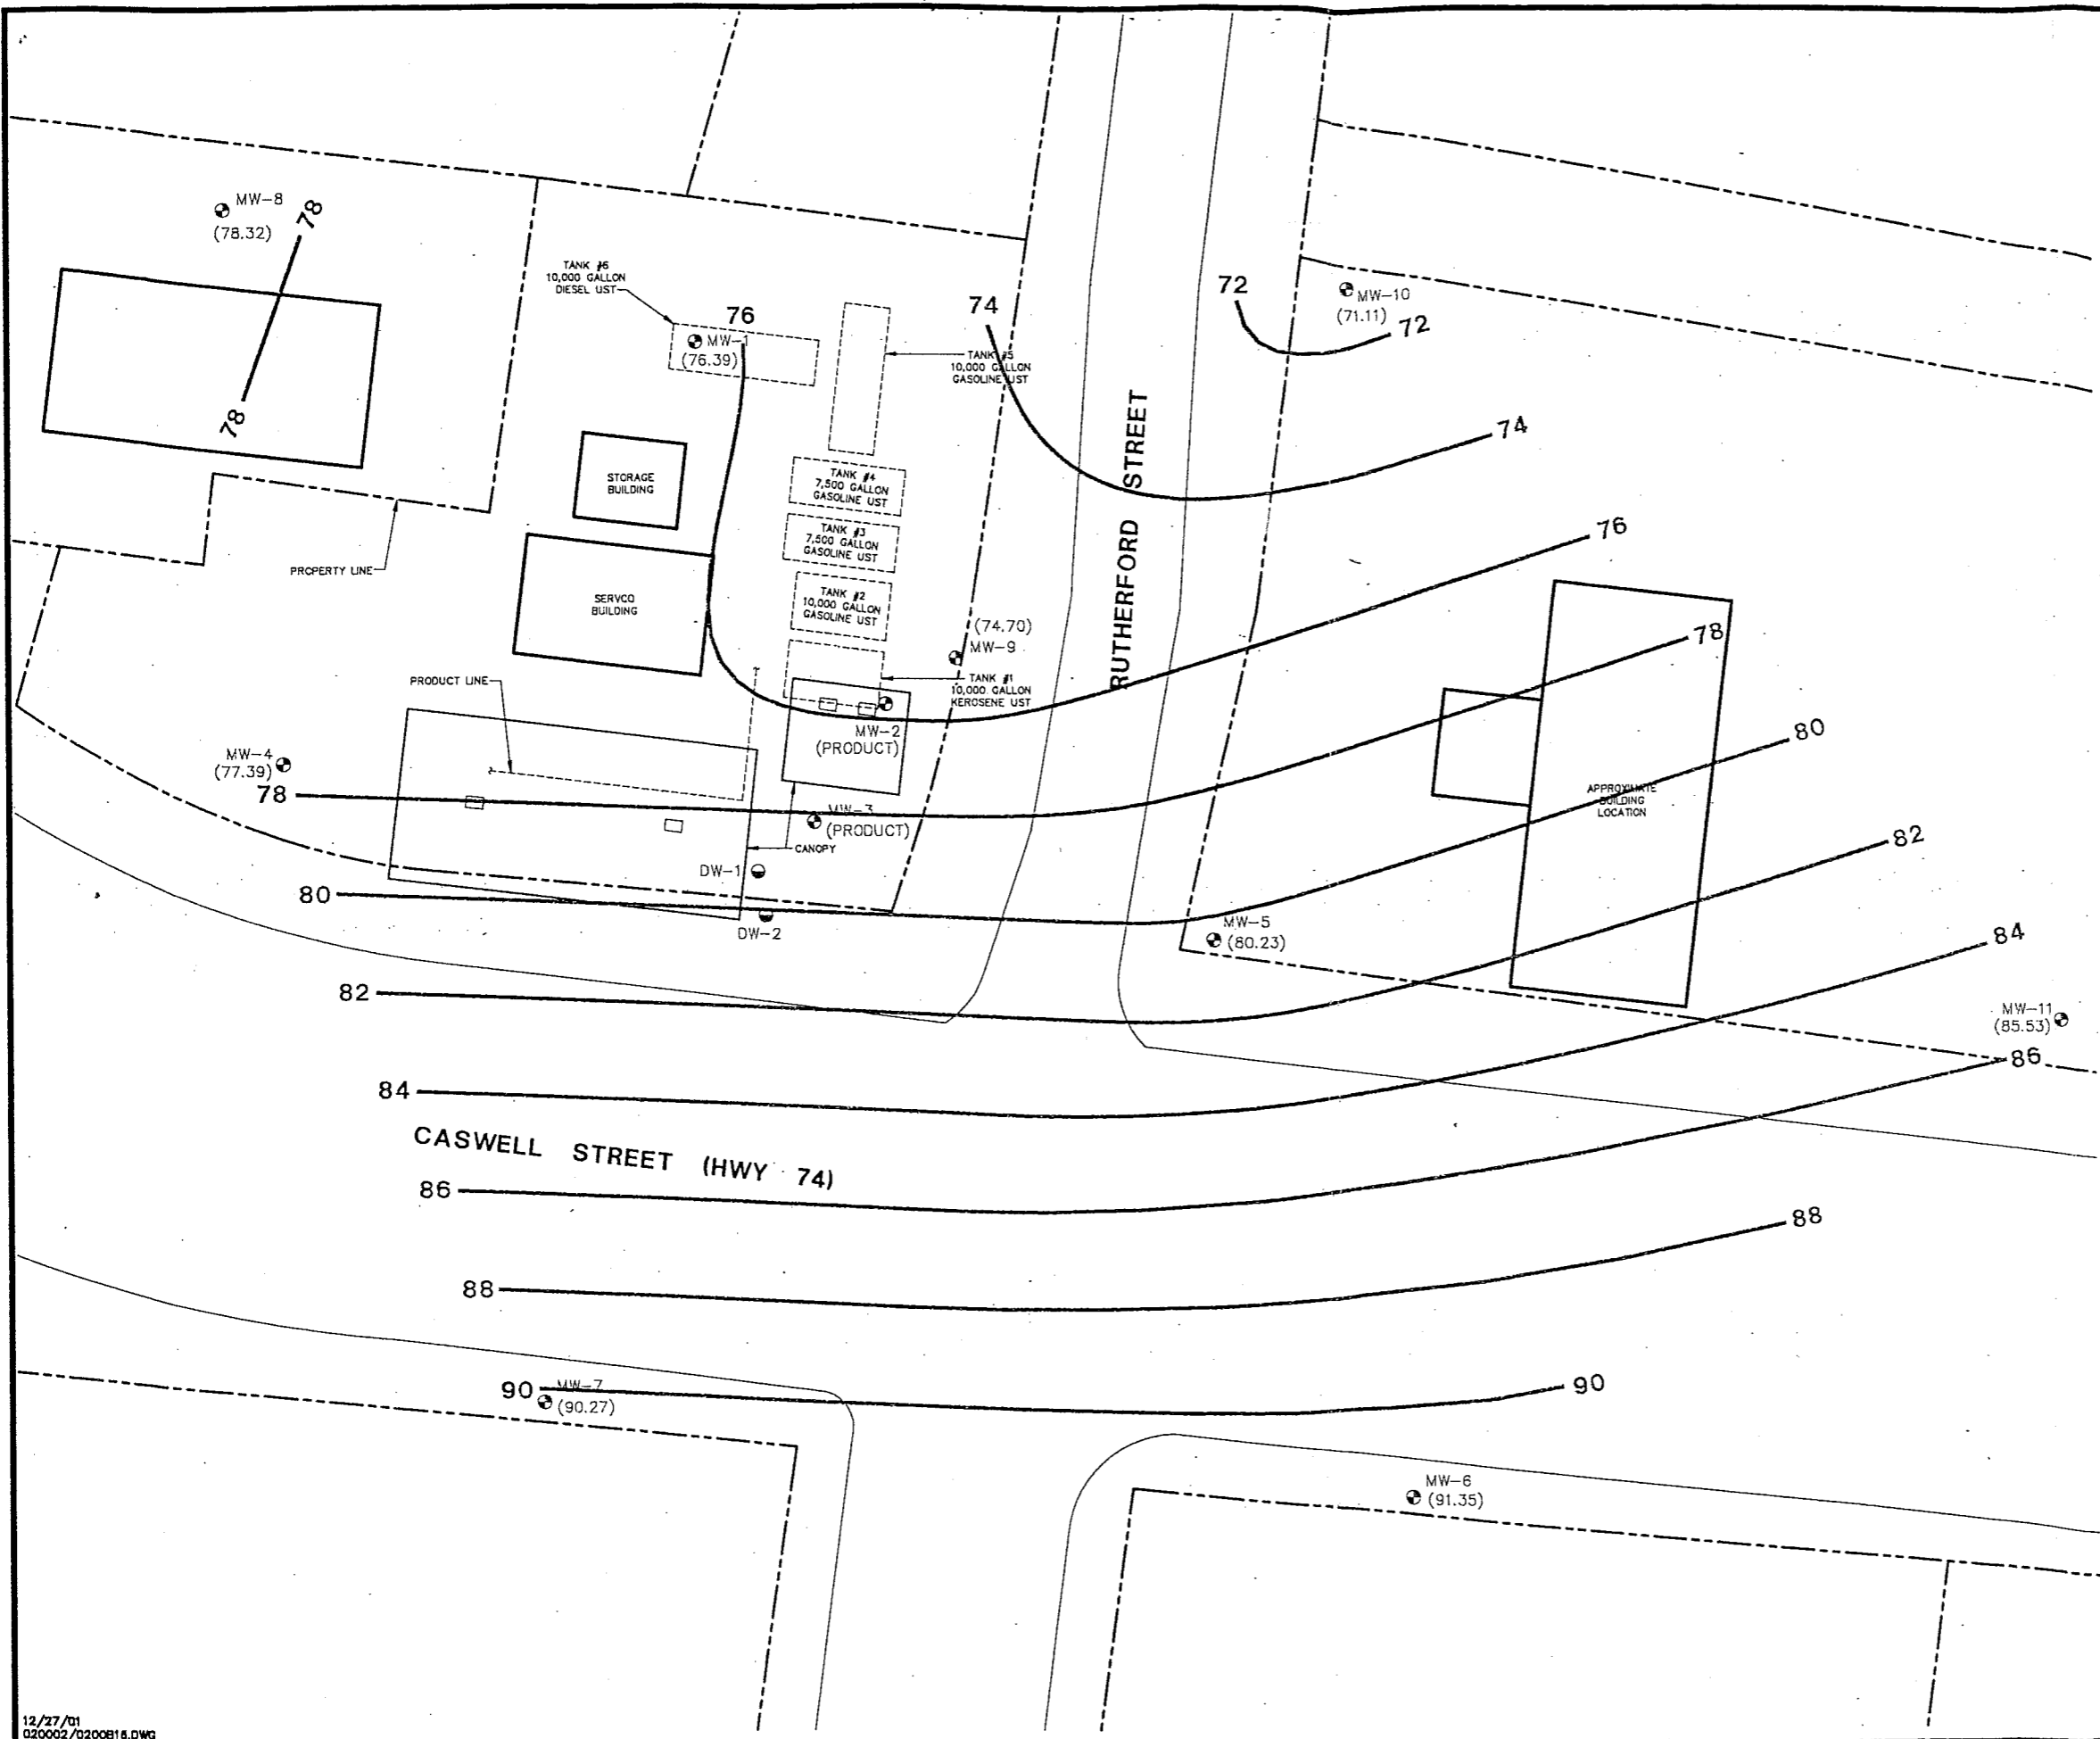 MW-8
(78.32)
78
78
TANK #6
10,000 GALLON
DIESEL UST
76
MW-1
(76.39)
74
TANK #5
10,000 GALLON
GASOLINE UST
72
MW-10
(71.11)
72
74
STORAGE
BUILDING
TANK #4
7,500 GALLON
GASOLINE UST
TANK #3
7,500 GALLON
GASOLINE UST
TANK #2
10,000 GALLON
GASOLINE UST
RUTHERFORD STREET
76
PROPERTY LINE
SERVCO
BUILDING
(74.70)
MW-9
78
PRODUCT LINE
TANK #1
10,000 GALLON
KEROSENE UST
MW-2
(PRODUCT)
80
MW-4
(77.39)
78
MW-3
(PRODUCT)
CANOPY
APPROXIMATE
BUILDING
LOCATION
82
DW-1
80
DW-2
MW-5
(80.23)
84
82
MW-11
(85.53)
86
84
CASWELL STREET (HWY 74)
86
88
88
90
MW-7
(90.27)
90
MW-6
(91.35)
12/27/01
020002/0200B16.DWG